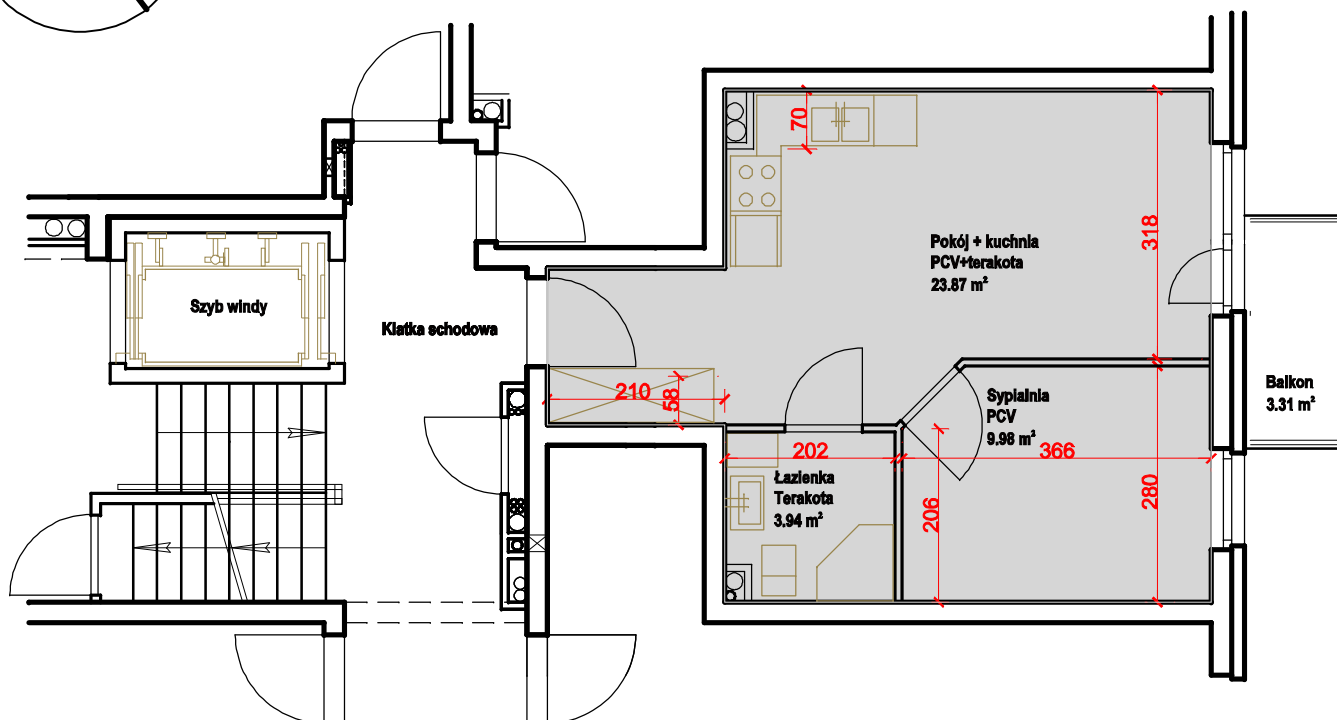 70
Pokój + kuchnia
PCV+terakota
23.87 m²
318
Szyb windy
Klatka schodowa
210
58
Sypialnia
PCV
9.98 m²
Balkon
3.31 m²
202
366
Łazienka
Terakota
3.94 m²
206
280